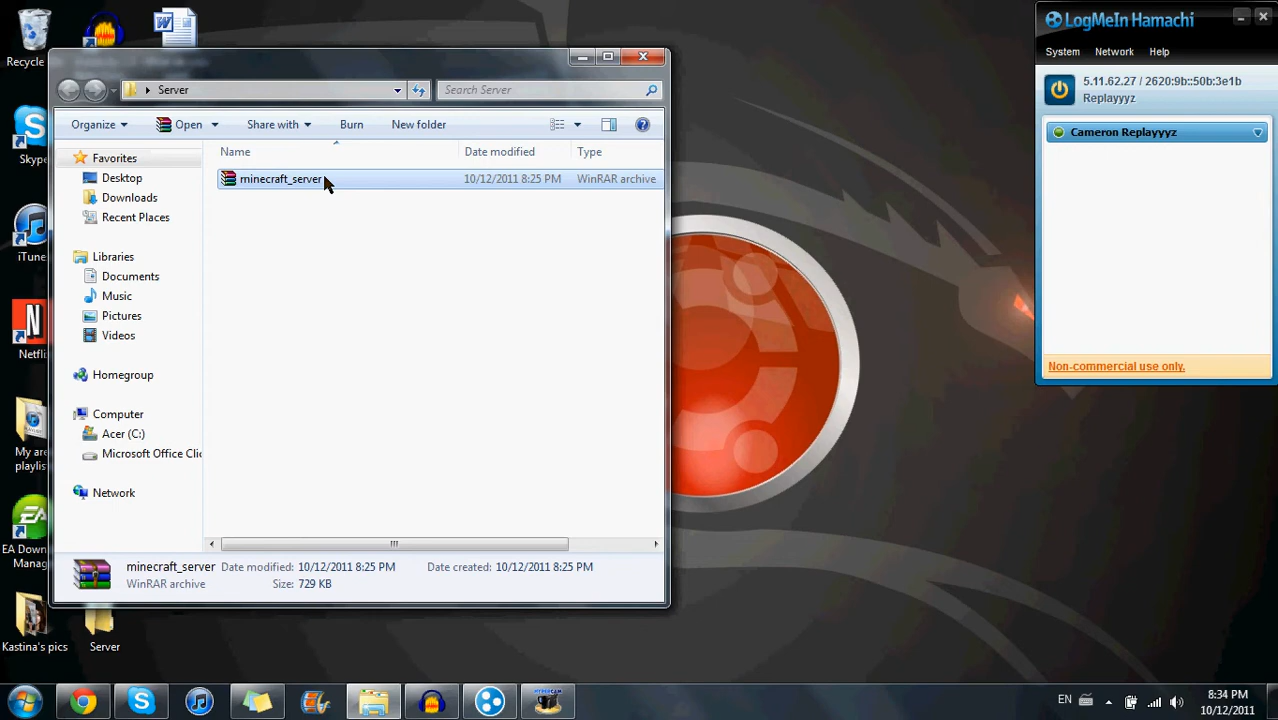 Recycle
Skype
iTune
Netfli
My are
playlis
EA Down
Manag
Kastina's pics
Server
Server
Search Server
Organize
Open
Share with
Burn
New folder
Favorites
Desktop
Downloads
Recent Places
Libraries
Documents
Music
Pictures
Videos
Homegroup
Computer
Acer (C:)
Microsoft Office Clic
Network
Name
Date modified
Type
minecraft_server
10/12/2011 8:25 PM
WinRAR archive
minecraft_server
Date modified: 10/12/2011 8:25 PM
Date created: 10/12/2011 8:25 PM
WinRAR archive
Size: 729 KB
LogMeIn Hamachi
System
Network
Help
5.11.62.27 / 2620:9b::50b:3e1b
Replayyyz
Cameron Replayyyz
Non-commercial use only.
HYPERCAM
EN
8:34 PM
10/12/2011